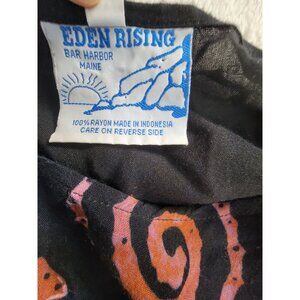 EDEN RISING
BAR HARBOR
MAINE
100% RAYON MADE IN INDONESIA
CARE ON REVERSE SIDE